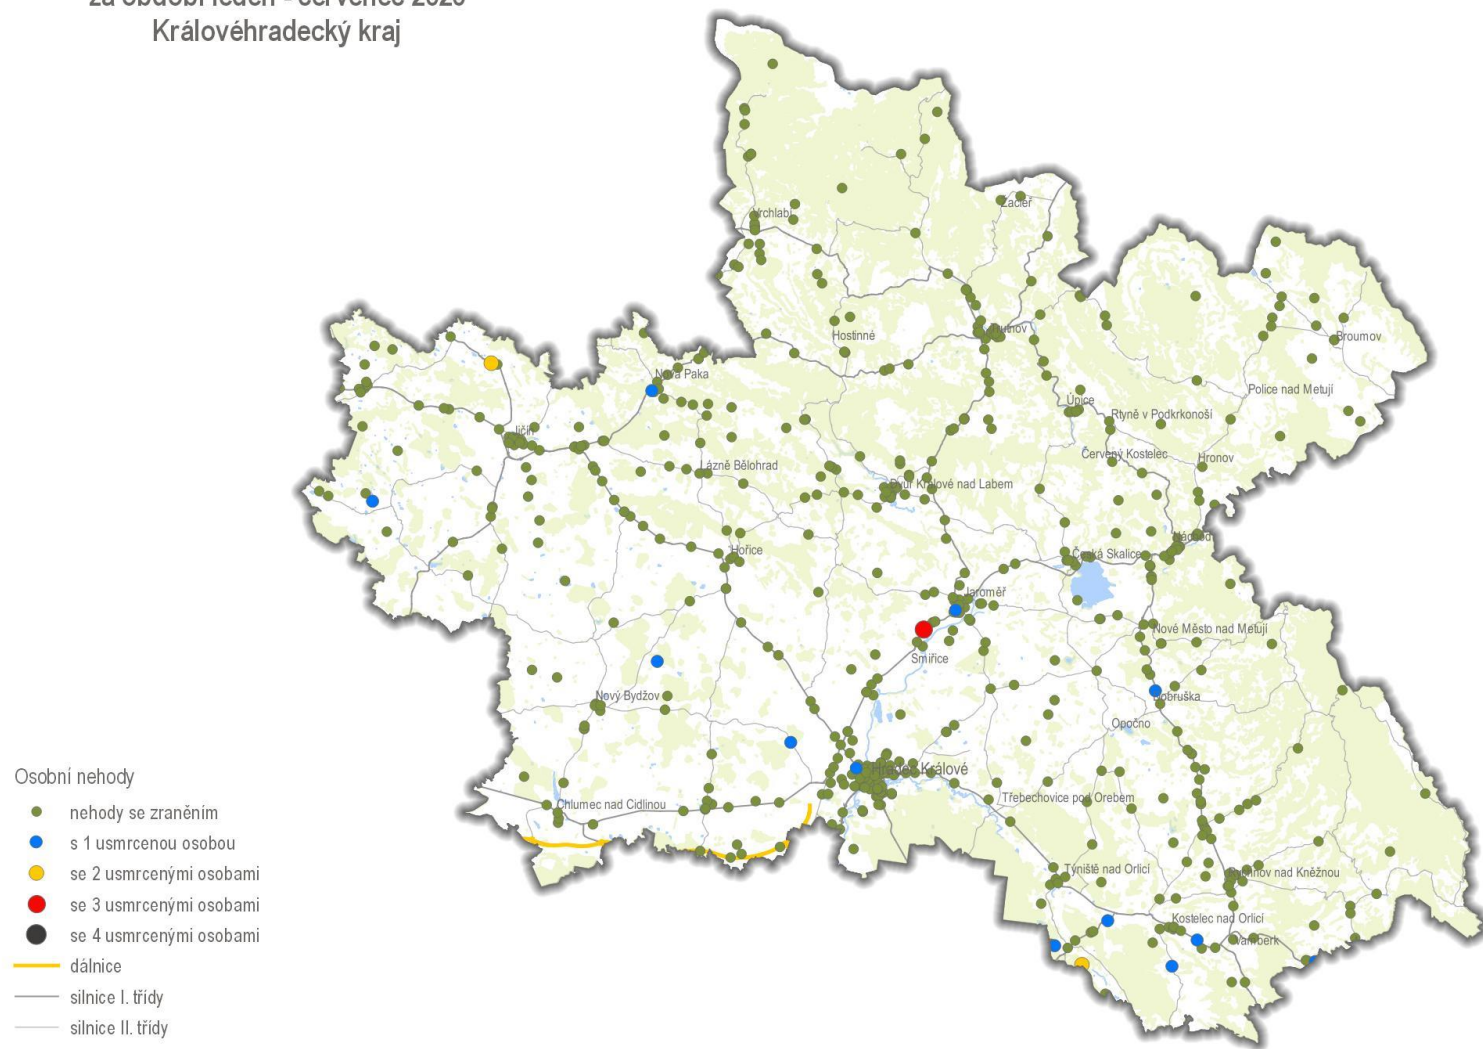 Královéhradecký kraj
Vrchlabí
Žacléř
Hostinné
Trutnov
Broumov
Nová Paka
Police nad Metují
Úpice
Rtyně v Podkrkonoší
Jičín
Červený Kostelec
Hronov
Lázně Bělohrad
Dvůr Králové nad Labem
Náchod
Hořice
Česká Skalice
Jaroměř
Nové Město nad Metují
Smiřice
Nový Bydžov
Dobruška
Opočno
Hradec Králové
Osobní nehody
Chlumec nad Cidlinou
Třebechovice pod Orebem
nehody se zraněním
s 1 usmrcenou osobou
se 2 usmrcenými osobami
Týniště nad Orlicí
Rychnov nad Kněžnou
se 3 usmrcenými osobami
Kostelec nad Orlicí
se 4 usmrcenými osobami
Vamberk
dálnice
silnice I. třídy
silnice II. třídy